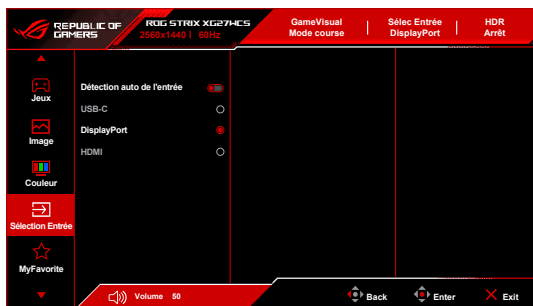 REPUBLIC OF
GAMERS
ROG STRIX XG27WCS
2560x1440 | 60Hz
GameVisual
Mode course
Sélec Entrée
DisplayPort
HDR
Arrêt
Jeux
Image
Couleur
Sélection Entrée
MyFavorite
Détection auto de l'entrée
USB-C
DisplayPort
HDMI
Volume 50
Back
Enter
Exit